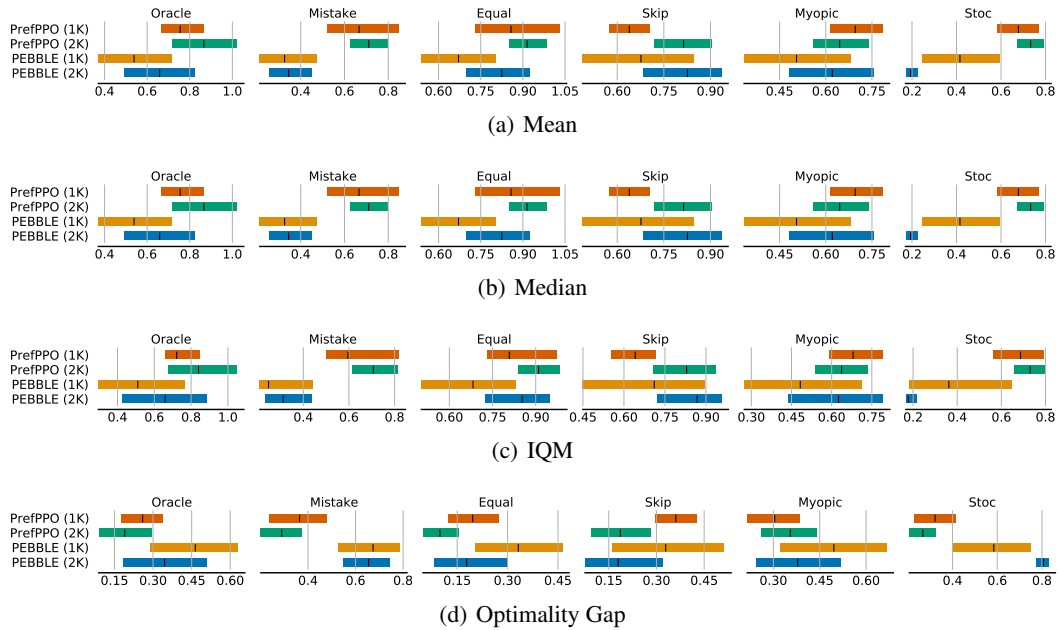 Oracle Mistake Equal Skip Myopic Stoc
PrefPPO (1K)
PrefPPO (2K)
PEBBLE (1K)
PEBBLE (2K)
0.4 0.6 0.8 1.0 0.2 0.4 0.6 0.8 0.60 0.75 0.90 1.05 0.60 0.75 0.90 0.45 0.60 0.75 0.2 0.4 0.6 0.8
(a) Mean
Oracle Mistake Equal Skip Myopic Stoc
PrefPPO (1K)
PrefPPO (2K)
PEBBLE (1K)
PEBBLE (2K)
0.4 0.6 0.8 1.0 0.2 0.4 0.6 0.8 0.60 0.75 0.90 1.05 0.60 0.75 0.90 0.45 0.60 0.75 0.2 0.4 0.6 0.8
(b) Median
Oracle Mistake Equal Skip Myopic Stoc
PrefPPO (1K)
PrefPPO (2K)
PEBBLE (1K)
PEBBLE (2K)
0.4 0.6 0.8 1.0 0.2 0.4 0.6 0.8 0.60 0.75 0.90 0.45 0.60 0.75 0.90 0.30 0.45 0.60 0.75 0.2 0.4 0.6 0.8
(c) IQM
Oracle Mistake Equal Skip Myopic Stoc
PrefPPO (1K)
PrefPPO (2K)
PEBBLE (1K)
PEBBLE (2K)
0.15 0.30 0.45 0.60 0.4 0.6 0.8 0.15 0.30 0.45 0.15 0.30 0.45 0.30 0.45 0.60 0.4 0.6 0.8
(d) Optimality Gap